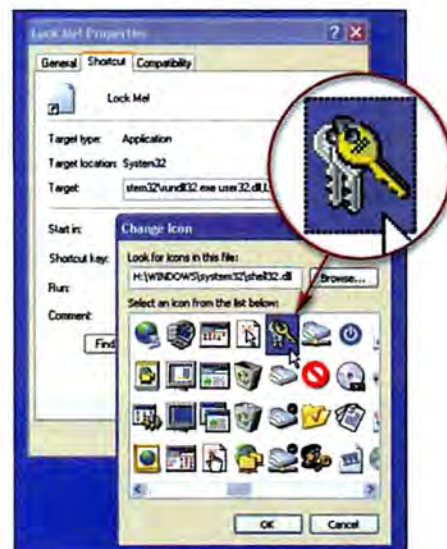 Lock Me! Properties
General Shortcut Compatibility
Lock Me!
Target type: Application
Target location: System32
Target: stem32\rundll32.exe user32.dll,L
Start in:
Shortcut key:
Run:
Comment:
Find
Change Icon
Look for icons in this file:
H:\WINDOWS\system32\shell32.dll Browse...
Select an icon from the list below:
OK Cancel